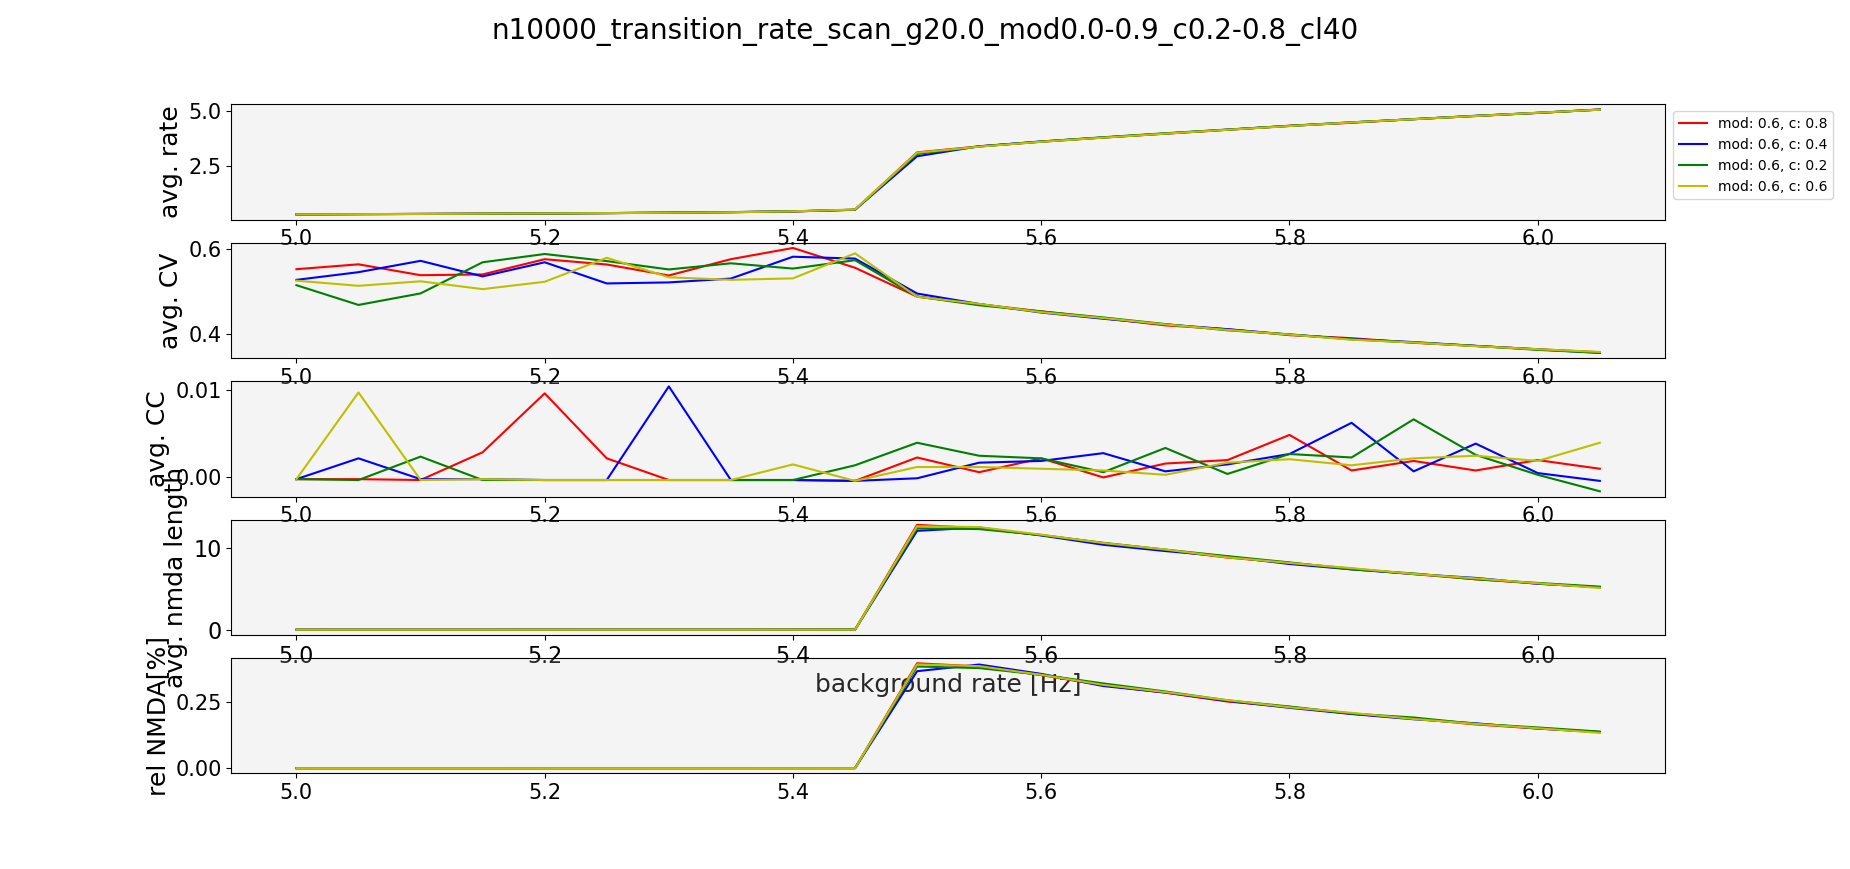 n10000_transition_rate_scan_g20.0_mod0.0-0.9_c0.2-0.8_cl40
avg. rate
5.0
2.5
5.0 5.2 5.4 5.6 5.8 6.0
mod: 0.6, c: 0.8
mod: 0.6, c: 0.4
mod: 0.6, c: 0.2
mod: 0.6, c: 0.6
avg. CV
0.6
0.4
5.0 5.2 5.4 5.6 5.8 6.0
avg. CC
0.01
0.00
5.0 5.2 5.4 5.6 5.8 6.0
avg. nmda length
10
0
5.0 5.2 5.4 5.6 5.8 6.0
background rate [Hz]
rel NMDA[%]
0.25
0.00
5.0 5.2 5.4 5.6 5.8 6.0